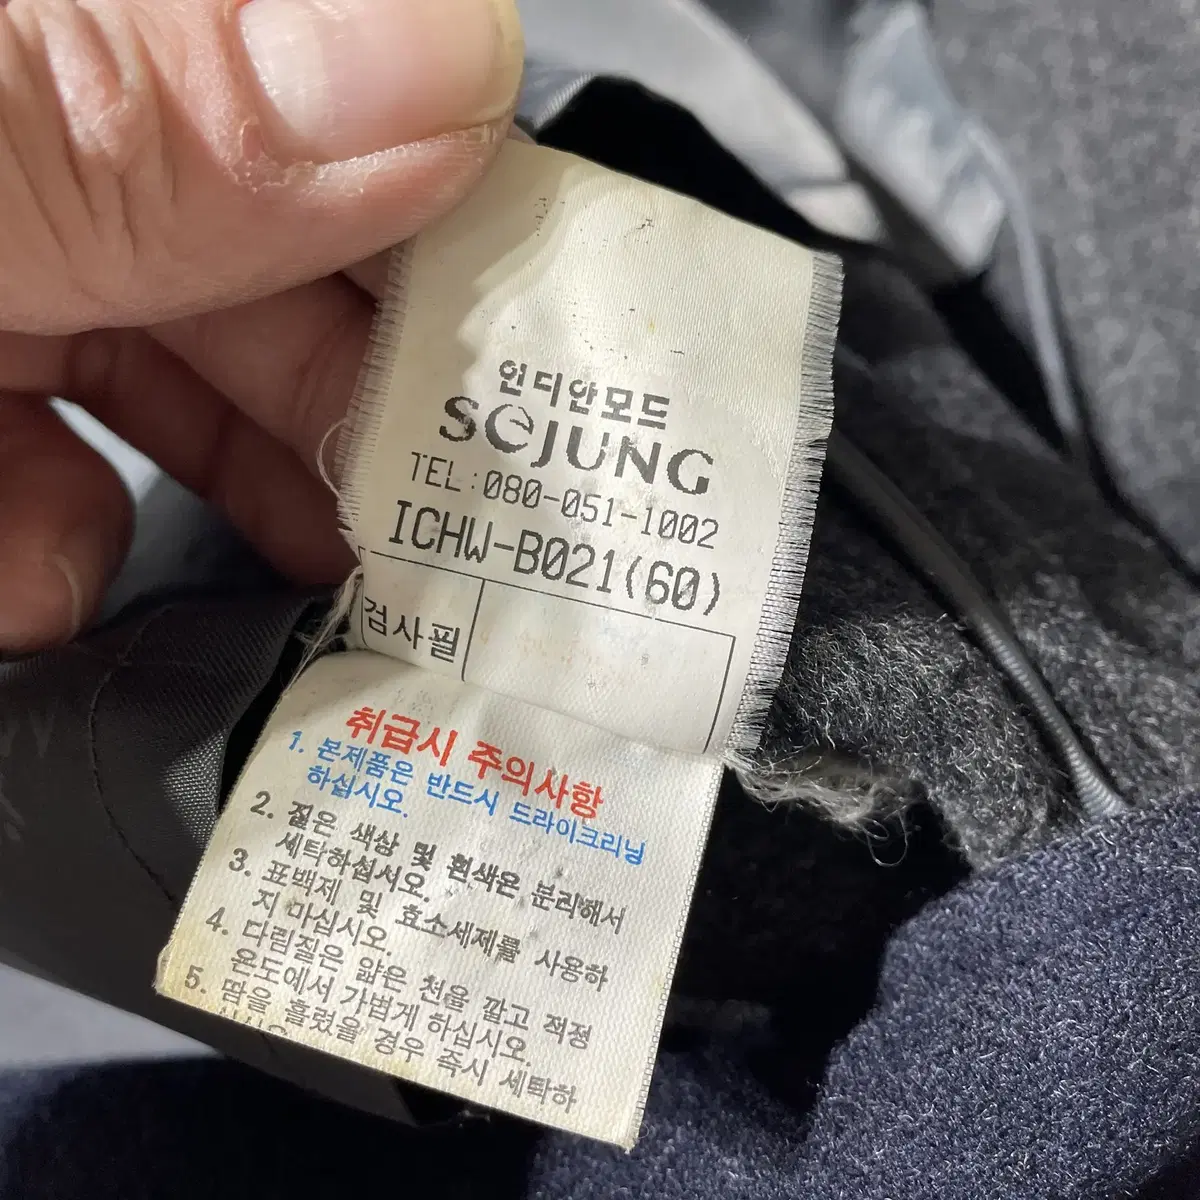 인디안모드
SEJUNG
TEL:080-051-1002
ICHW-B021(60)
검사필
취급시 주의사항
1. 본제품은 반드시 드라이크리닝
하십시오.
2. 짙은 색상 및 흰색은 분리해서
세탁하십시오.
3. 표백제 및 효소세제를 사용하
지 마십시오.
4. 다림질은 얇은 천을 깔고 적정
온도에서 가볍게 하십시오.
5. 땀을 흘렸을 경우 즉시 세탁하